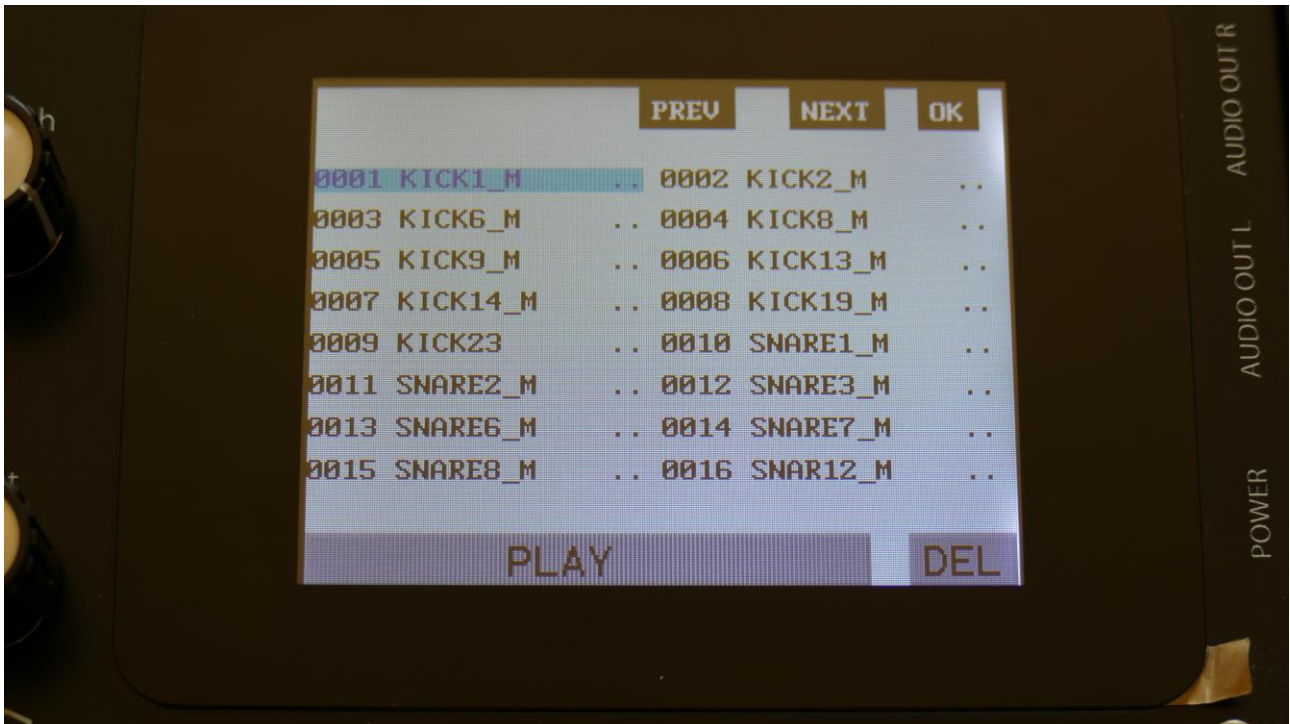 PREV NEXT OK
0001 KICK1_M .. 0002 KICK2_M ..
0003 KICK6_M .. 0004 KICK8_M ..
0005 KICK9_M .. 0006 KICK13_M ..
0007 KICK14_M .. 0008 KICK19_M ..
0009 KICK23 .. 0010 SNARE1_M ..
0011 SNARE2_M .. 0012 SNARE3_M ..
0013 SNARE6_M .. 0014 SNARE7_M ..
0015 SNARE8_M .. 0016 SNAR12_M ..
PLAY DEL
AUDIO OUT R
AUDIO OUT L
POWER